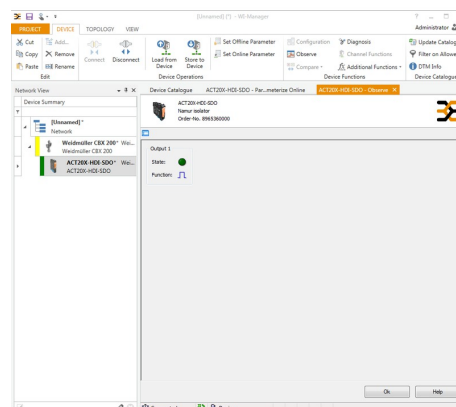 [Unnamed] [*] - WI-Manager
PROJECT DEVICE TOPOLOGY VIEW Administrator
Cut Add... Set Offline Parameter Configuration Diagnosis Update Catalog
Copy Remove Connect Disconnect Load from Device Store to Device Set Online Parameter Observe Channel Functions Filter on Allowe
Paste Rename Compare Additional Functions DTM Info
Edit Device Operations Device Functions Device Catalogue
Network View Device Catalogue ACT20X-HDI-SDO - Par...meterize Online ACT20X-HDI-SDO - Observe
Device Summary
ACT20X-HDI-SDO
Namur isolator
Order-No. 8965360000
[Unnamed]*
Network
Weidmüller CBX 200* Wei...
Weidmüller CBX 200
ACT20X-HDI-SDO* Wei...
ACT20X-HDI-SDO
Output 1
State:
Function:
Ok Help